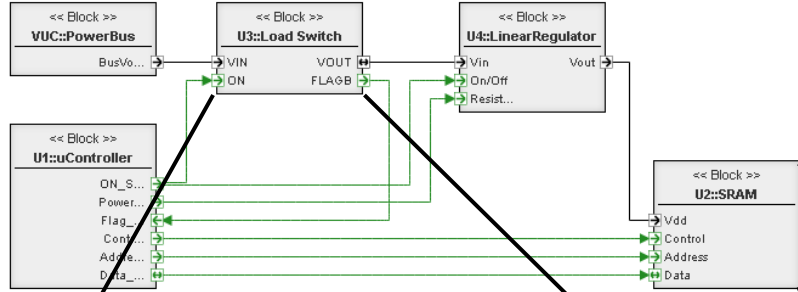 << Block >>
VUC::PowerBus
BusVo...
<< Block >>
U3::Load Switch
VIN
VOUT
ON
FLAGB
<< Block >>
U4::LinearRegulator
Vin
Vout
On/Off
Resist...
<< Block >>
U1::uController
ON_S...
Power...
Flag_...
Cont...
Addre...
Data_...
<< Block >>
U2::SRAM
Vdd
Control
Address
Data